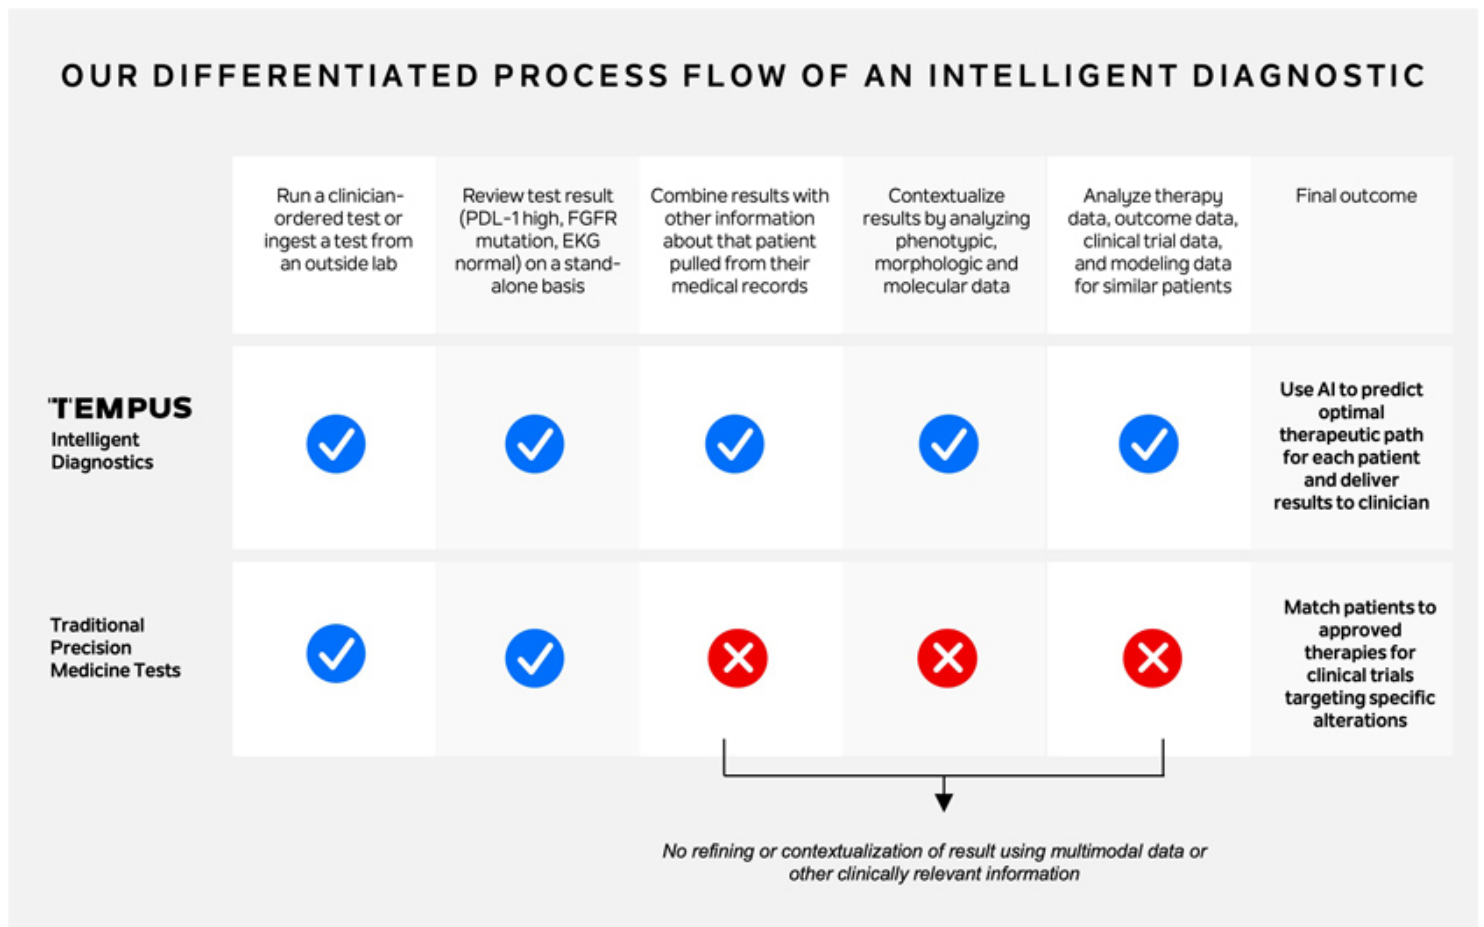 OUR DIFFERENTIATED PROCESS FLOW OF AN INTELLIGENT DIAGNOSTIC
Run a clinician-
ordered test or
ingest a test from
an outside lab
Review test result
(PDL-1 high, FGFR
mutation, EKG
normal) on a stand-
alone basis
Combine results with
other information
about that patient
pulled from their
medical records
Contextualize
results by analyzing
phenotypic,
morphologic and
molecular data
Analyze therapy
data, outcome data,
clinical trial data,
and modeling data
for similar patients
Final outcome
TEMPUS
Intelligent
Diagnostics
Use AI to predict
optimal
therapeutic path
for each patient
and deliver
results to clinician
Traditional
Precision
Medicine Tests
Match patients to
approved
therapies for
clinical trials
targeting specific
alterations
No refining or contextualization of result using multimodal data or
other clinically relevant information